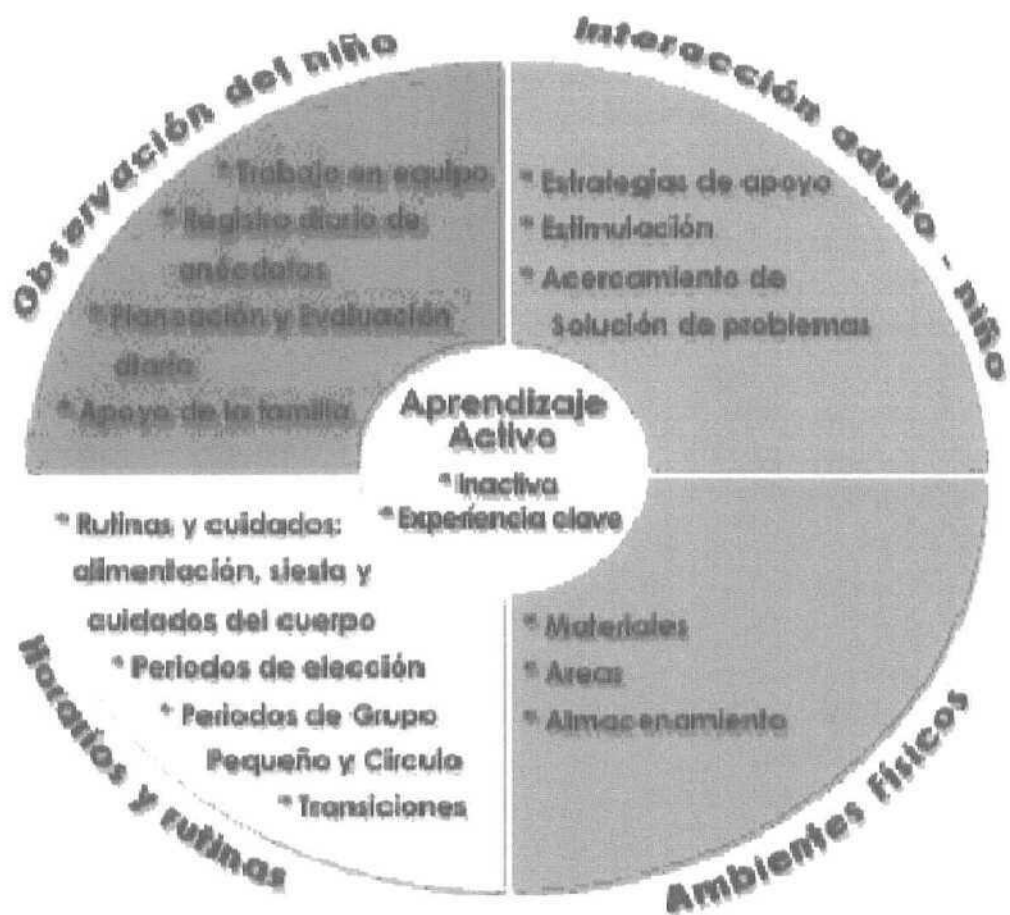 Observación del niño
* Trabajo en equipo
* Registro diario de
anécdotas
* Planeación y Evaluación
diaria
* Apoyo de la familia
Interacción adulto - niño
* Estrategias de apoyo
* Estimulación
* Acercamiento de
Solución de problemas
Aprendizaje
Activo
* Inactiva
* Experiencia clave
* Rutinas y cuidados:
alimentación, siesta y
cuidados del cuerpo
* Periodos de elección
* Periodos de Grupo
Pequeño y Circulo
* Transiciones
Horarios y rutinas
* Materiales
* Areas
* Almacenamiento
Ambientes Físicos